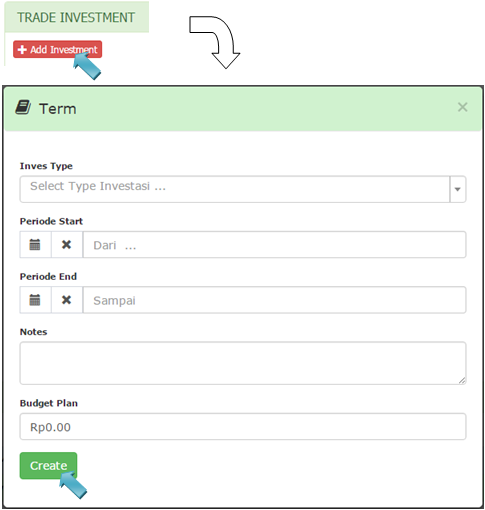 TRADE INVESTMENT
Add Investment
Term
Inves Type
Select Type Investasi ...
Periode Start
Dari ...
Periode End
Sampai
Notes
Budget Plan
Rp0.00
Create